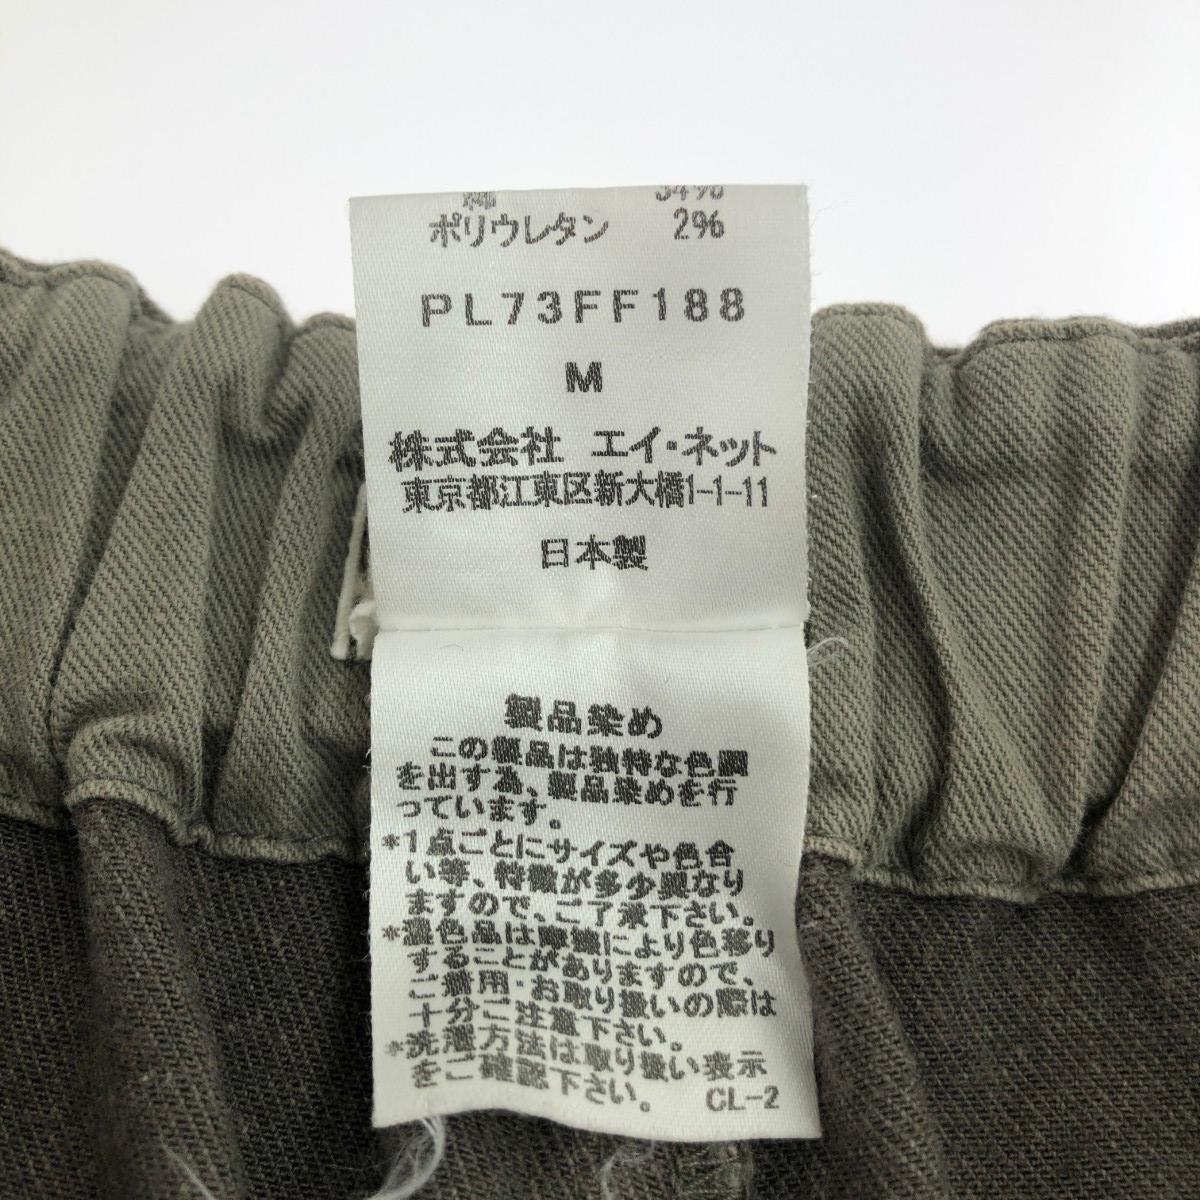 綿
ポリウレタン 2%
PL73FF188
M
株式会社 エイ・ネット
東京都江東区新大橋1-1-11
日本製
製品染め
この製品は独特な色調
を出す為、製品染めを行
っています。
*1点ごとにサイズや色合
い等、特徴が多少異なり
ますので、ご了承下さい。
*濃色品は摩擦により色移り
することがありますので、
ご着用・お取り扱いの際は
十分ご注意下さい。
*洗濯方法は取り扱い表示
をご確認下さい。
CL-2